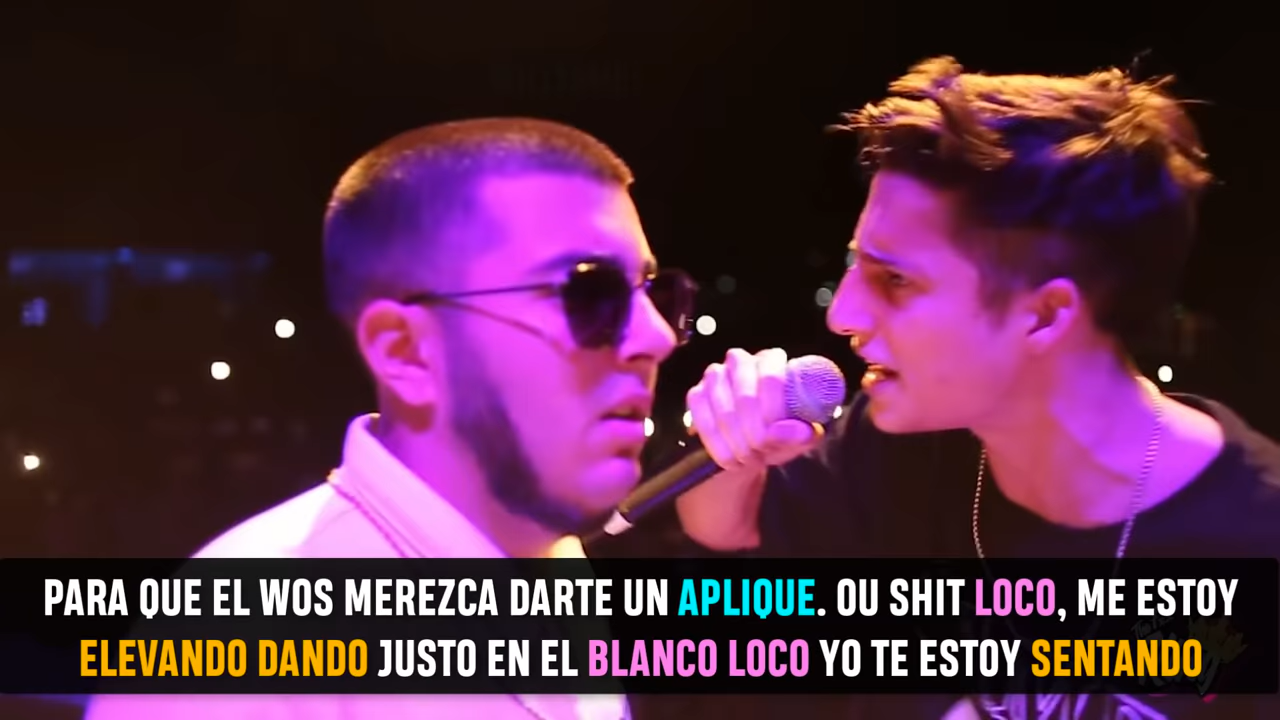 PARA QUE EL WOS MEREZCA DARTE UN APLIQUE. OU SHIT LOCO, ME ESTOY
ELEVANDO DANDO JUSTO EN EL BLANCO LOCO YO TE ESTOY SENTANDO